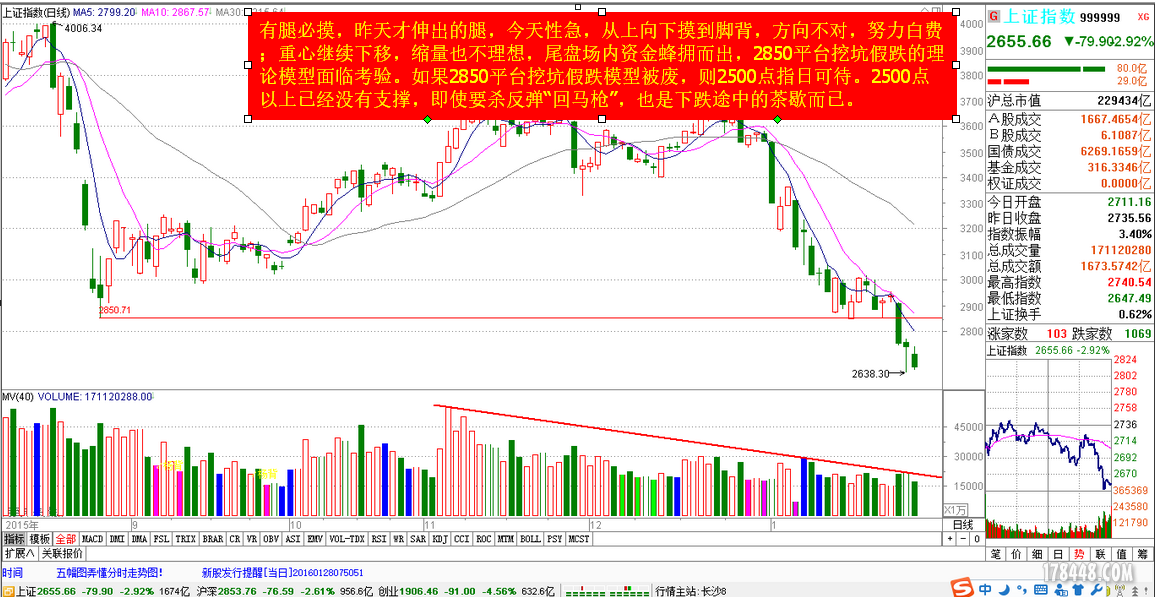 上证指数(日线) MA5: 2799.20 MA10: 2867.57 MA30:
4006.34
有腿必摸，昨天才伸出的腿，今天性急，从上向下摸到脚背，方向不对，努力白费
；重心继续下移，缩量也不理想，尾盘场内资金蜂拥而出，2850平台挖坑假跌的理
论模型面临考验。如果2850平台挖坑假跌模型被废，则2500点指日可待。2500点
以上已经没有支撑，即使要杀反弹“回马枪”，也是下跌途中的茶歇而已。
4000
3900
3800
3700
3600
3500
3400
3300
3200
3100
3000
2900
2800
2850.71
2638.30
MV(40) VOLUME: 171120288.00
45000
30000
15000
X1万
2015年 9 10 11 12 1 日线
指标 模板 全部 MACD DMI DMA FSL TRIX BRAR CR VR OBV ASI EMV VOL-TDX RSI WR SAR KDJ CCI ROC MTM BOLL PSY MCST + - 0
扩展∧ 关联报价
时间 五幅图弄懂分时走势图! 新股发行提醒[当日]20160128075051
上证2655.66 -79.90 -2.92% 1674亿 沪深2853.76 -76.59 -2.61% 956.6亿 创业1906.46 -91.00 -4.56% 632.6亿 行情主站: 长沙8
G 上证指数 999999 XG
2655.66 ▼-79.90 -2.92%
80.0亿
29.0亿
沪总市值 229434亿
A股成交 1667.4654亿
B股成交 6.1087亿
国债成交 6269.1659亿
基金成交 316.3346亿
权证成交 0.0000亿
今日开盘 2711.16
昨日收盘 2735.56
指数振幅 3.40%
总成交量 171120280
总成交额 1673.5742亿
最高指数 2740.54
最低指数 2647.49
上证换手 0.62%
涨家数 103 跌家数 1069
上证指数 2655.66 -2.92%
2824
2802
2780
2758
2736
2714
2692
2670
365369
243580
121790
笔 价 细 日 势 联 值 筹
178448.COM
中